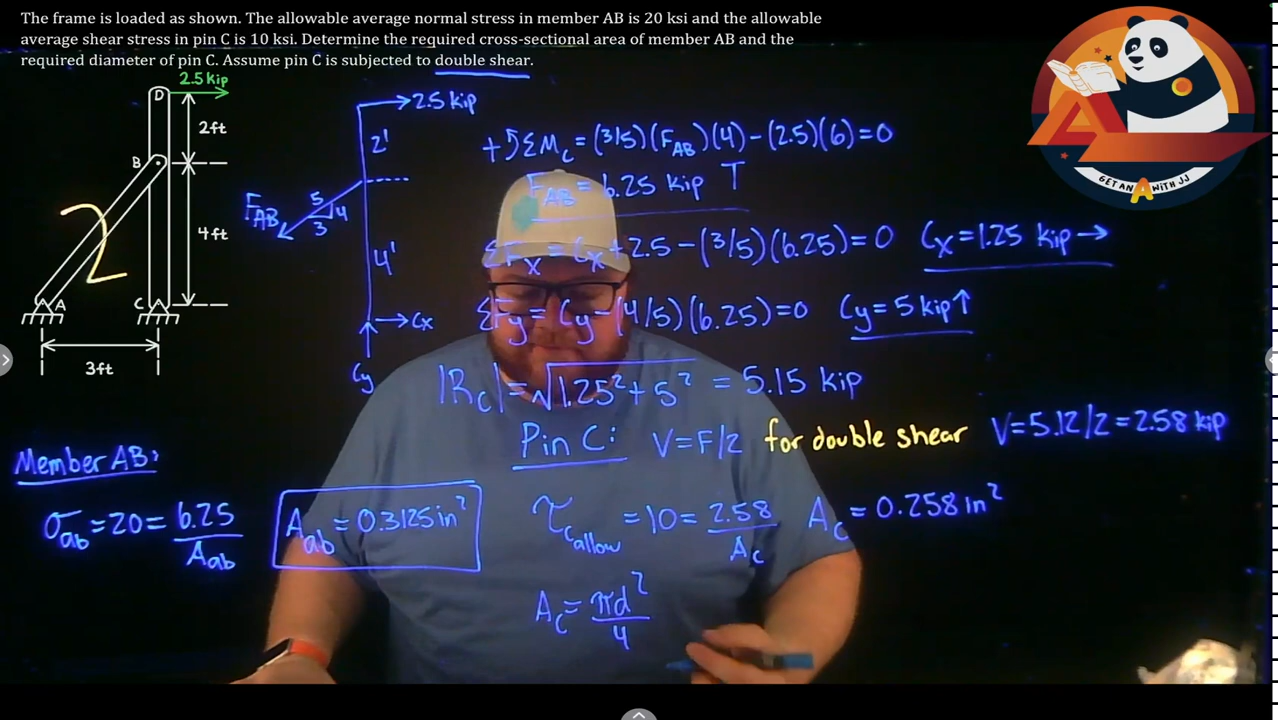 The frame is loaded as shown. The allowable average normal stress in member AB is 20 ksi and the allowable
average shear stress in pin C is 10 ksi. Determine the required cross-sectional area of member AB and the
required diameter of pin C. Assume pin C is subjected to double shear.
2.5 kip
D
2ft
B
4ft
A
C
3ft
2
2.5 kip
2'
F_AB
5
4
3
4'
Cx
Cy
+↺ΣM_C = (3/5)(F_AB)(4) - (2.5)(6) = 0
F_AB = 6.25 kip T
ΣF_x = C_x + 2.5 - (3/5)(6.25) = 0 C_x = 1.25 kip →
ΣF_y = C_y - (4/5)(6.25) = 0 C_y = 5 kip ↑
|R_C| = √1.25² + 5² = 5.15 kip
Pin C: V = F/2 for double shear V = 5.12/2 = 2.58 kip
Member AB:
σ_ab = 20 = 6.25/A_ab
A_ab = 0.3125 in²
τ_C allow = 10 = 2.58/A_C A_C = 0.258 in²
A_C = πd²/4
GET AN A WITH JJ